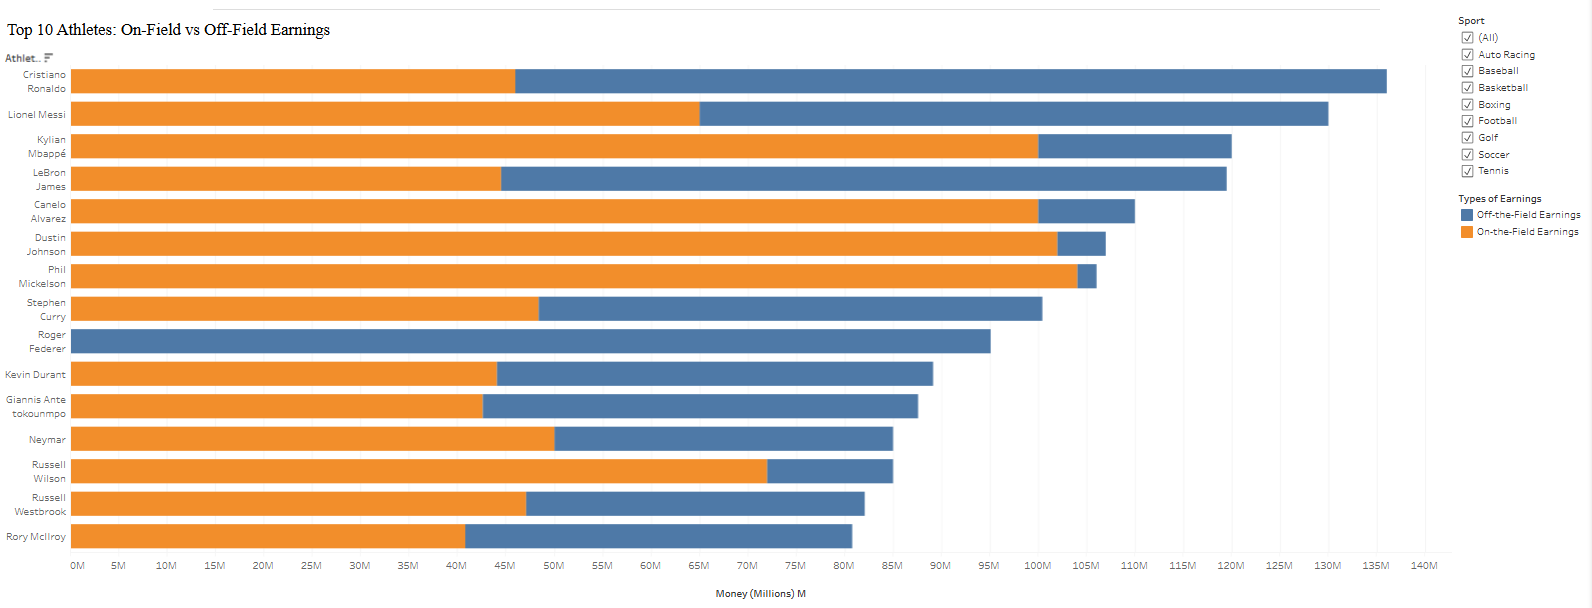 Top 10 Athletes: On-Field vs Off-Field Earnings
Athlet..
Cristiano
Ronaldo
Lionel Messi
Kylian
Mbappé
LeBron
James
Canelo
Alvarez
Dustin
Johnson
Phil
Mickelson
Stephen
Curry
Roger
Federer
Kevin Durant
Giannis Ante
tokounmpo
Neymar
Russell
Wilson
Russell
Westbrook
Rory McIlroy
0M 5M 10M 15M 20M 25M 30M 35M 40M 45M 50M 55M 60M 65M 70M 75M 80M 85M 90M 95M 100M 105M 110M 115M 120M 125M 130M 135M 140M
Money (Millions) M
Sport
(All)
Auto Racing
Baseball
Basketball
Boxing
Football
Golf
Soccer
Tennis
Types of Earnings
Off-the-Field Earnings
On-the-Field Earnings